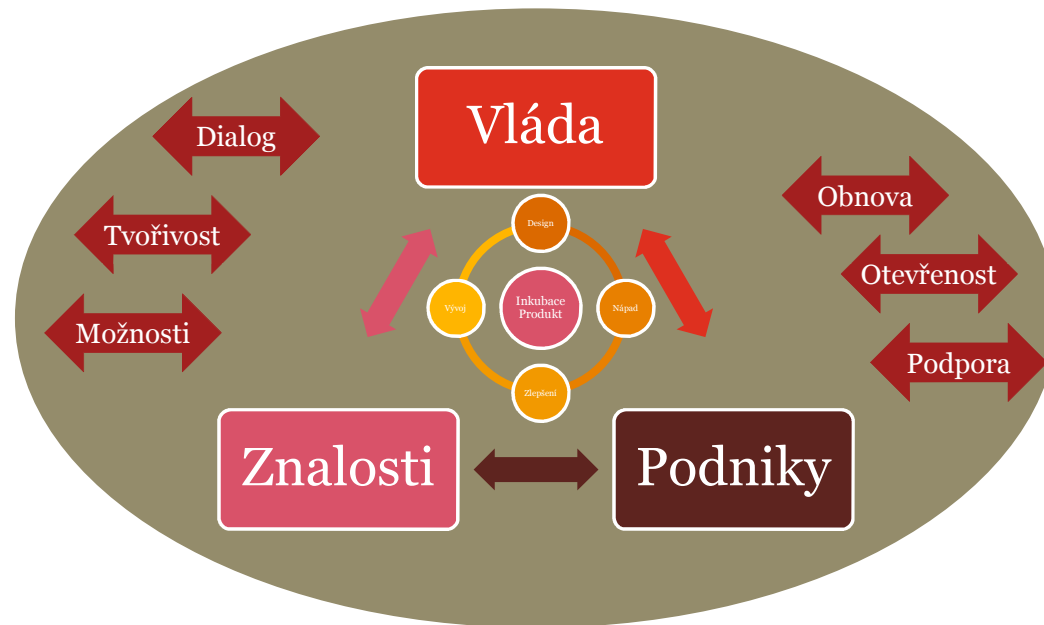 Vláda
Dialog
Tvořivost
Možnosti
Obnova
Otevřenost
Podpora
Design
Vývoj
Inkubace
Produkt
Nápad
Zlepšení
Znalosti
Podniky